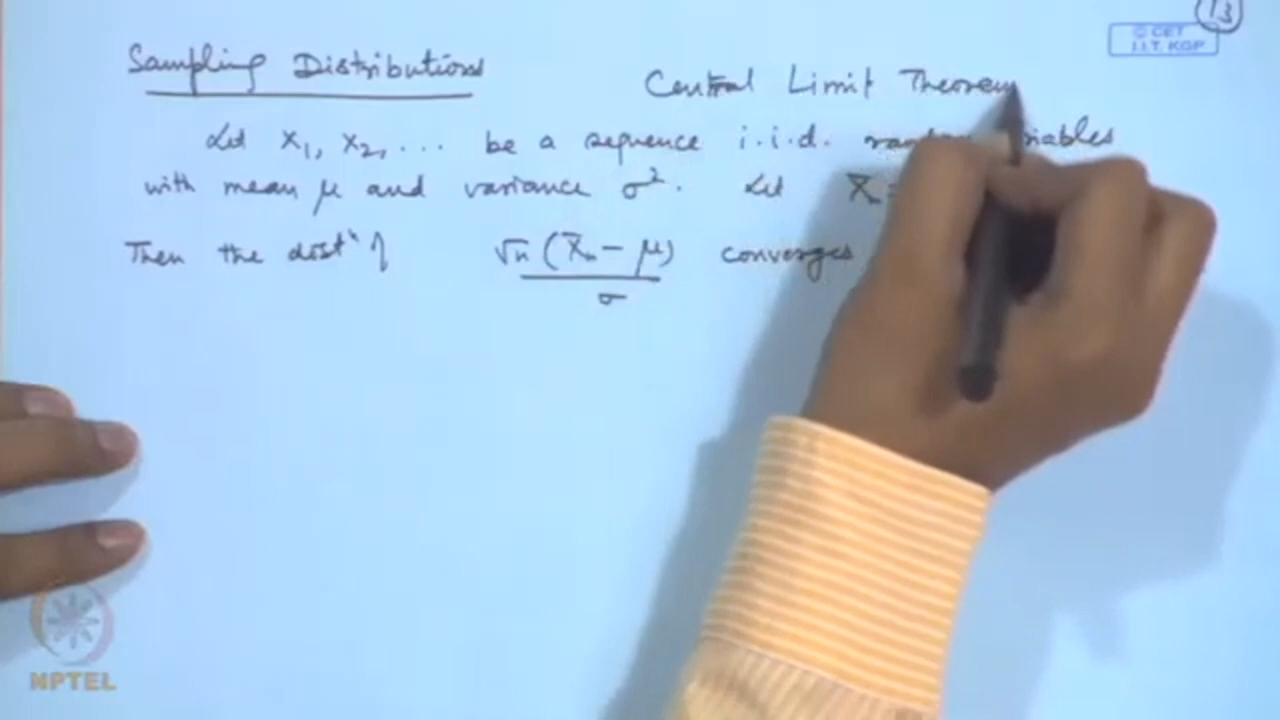 13
© CET
I.I.T. KGP
Sampling Distributions
Central Limit Theorem
Let X₁, X₂, ... be a sequence i.i.d.
with mean μ and variance σ². Let X̄ₙ =
Then the distⁿ of √n (X̄ₙ - μ) / σ converges
NPTEL